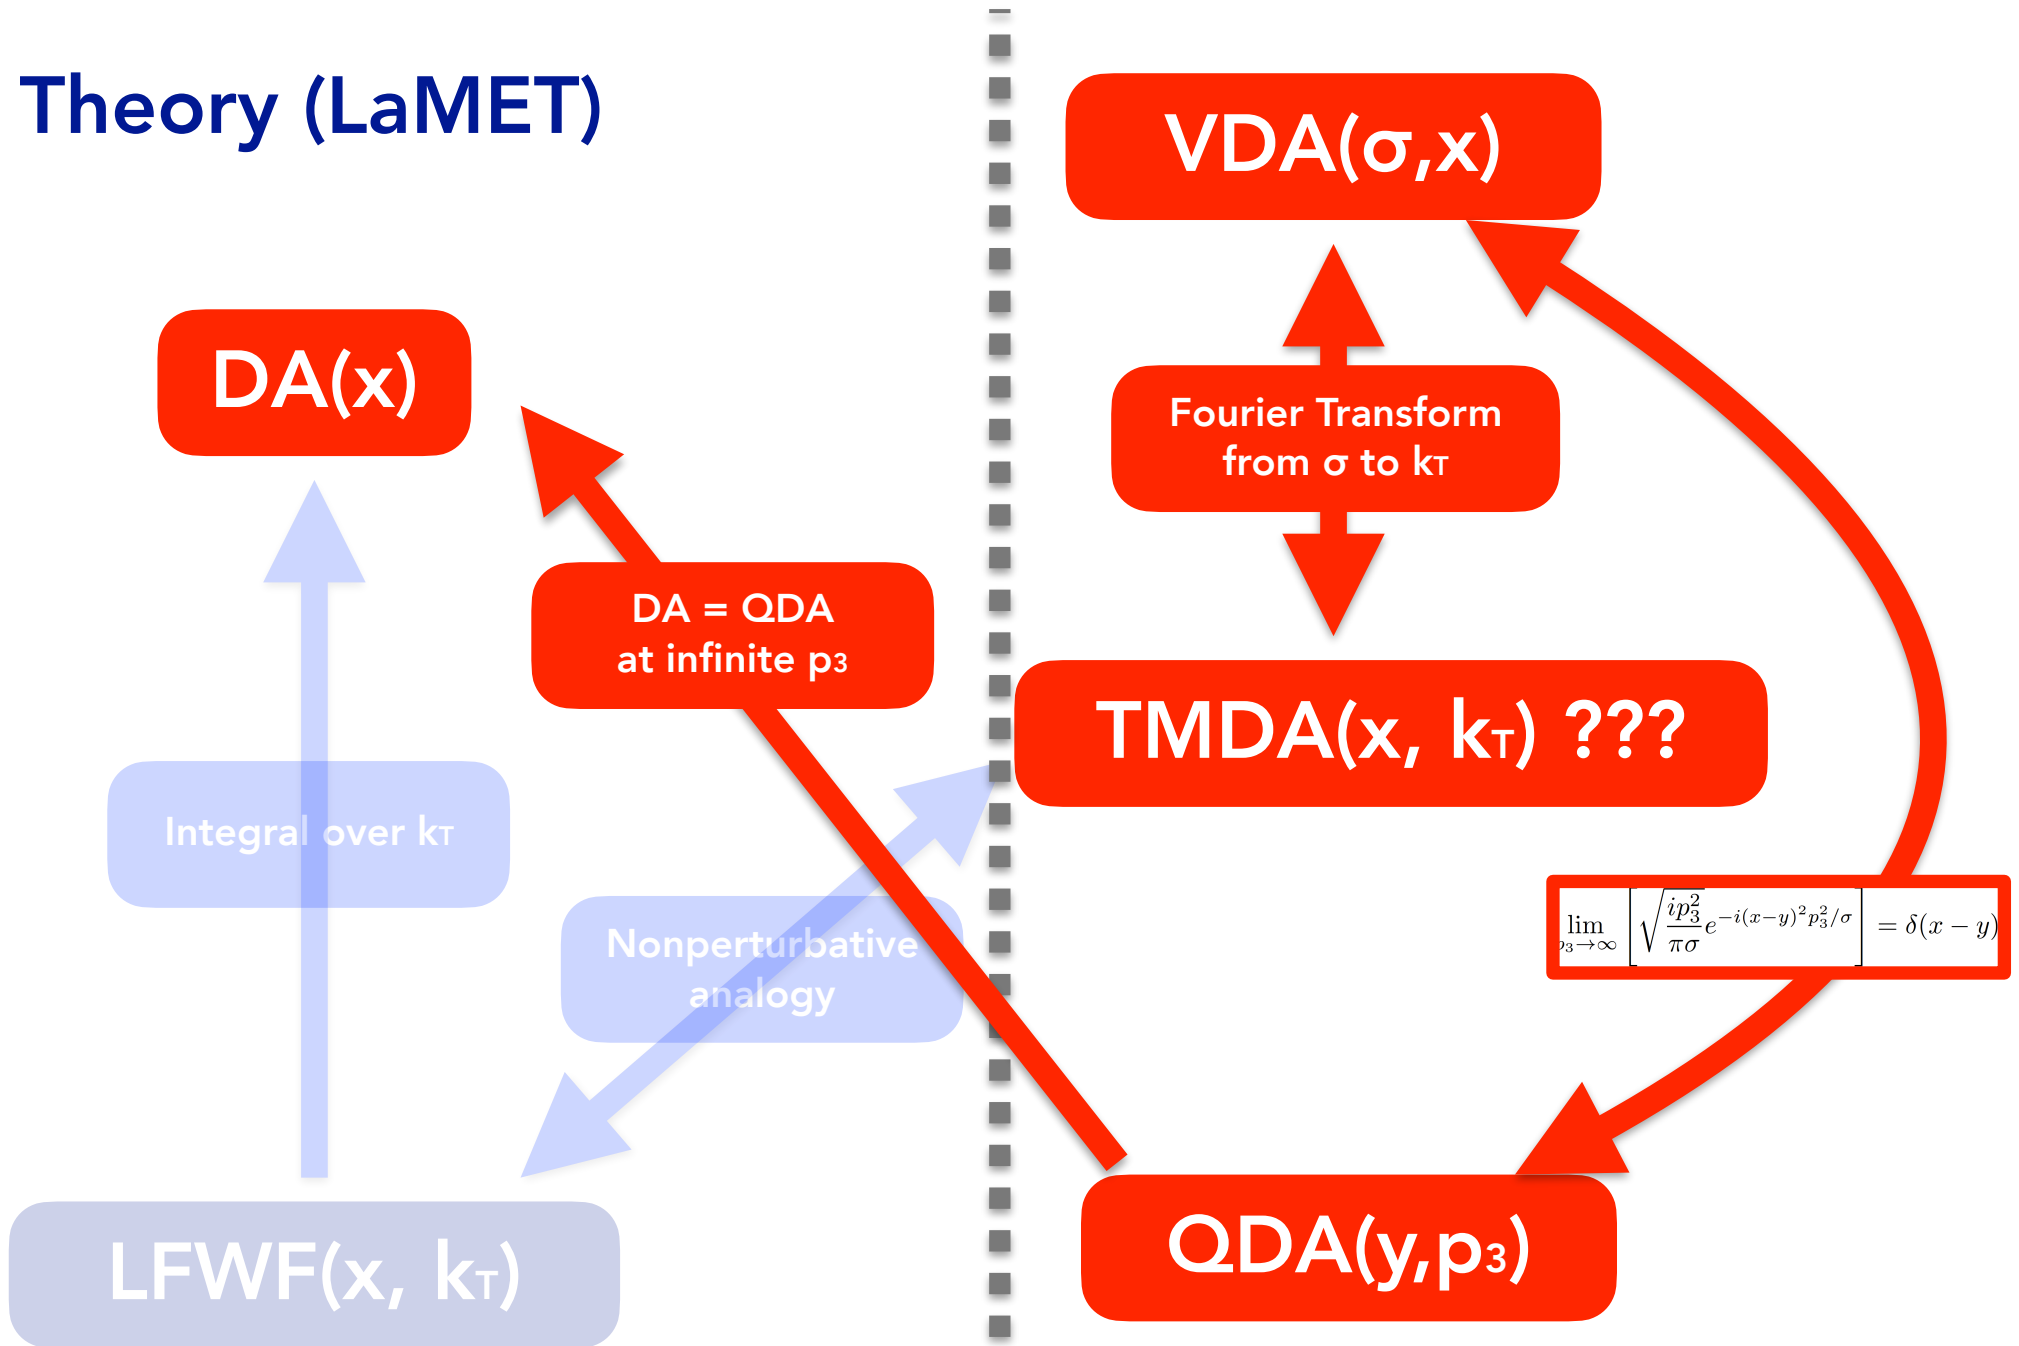 Theory (LaMET)
VDA(σ,x)
DA(x)
Fourier Transform
from σ to kT
DA = QDA
at infinite p3
TMDA(x, kT) ???
Integral over kT
Nonperturbative
analogy
lim p3→∞ [√(ip3²/πσ) e^{-i(x−y)²p3²/σ}] = δ(x − y)
LFWF(x, kT)
QDA(y,p3)